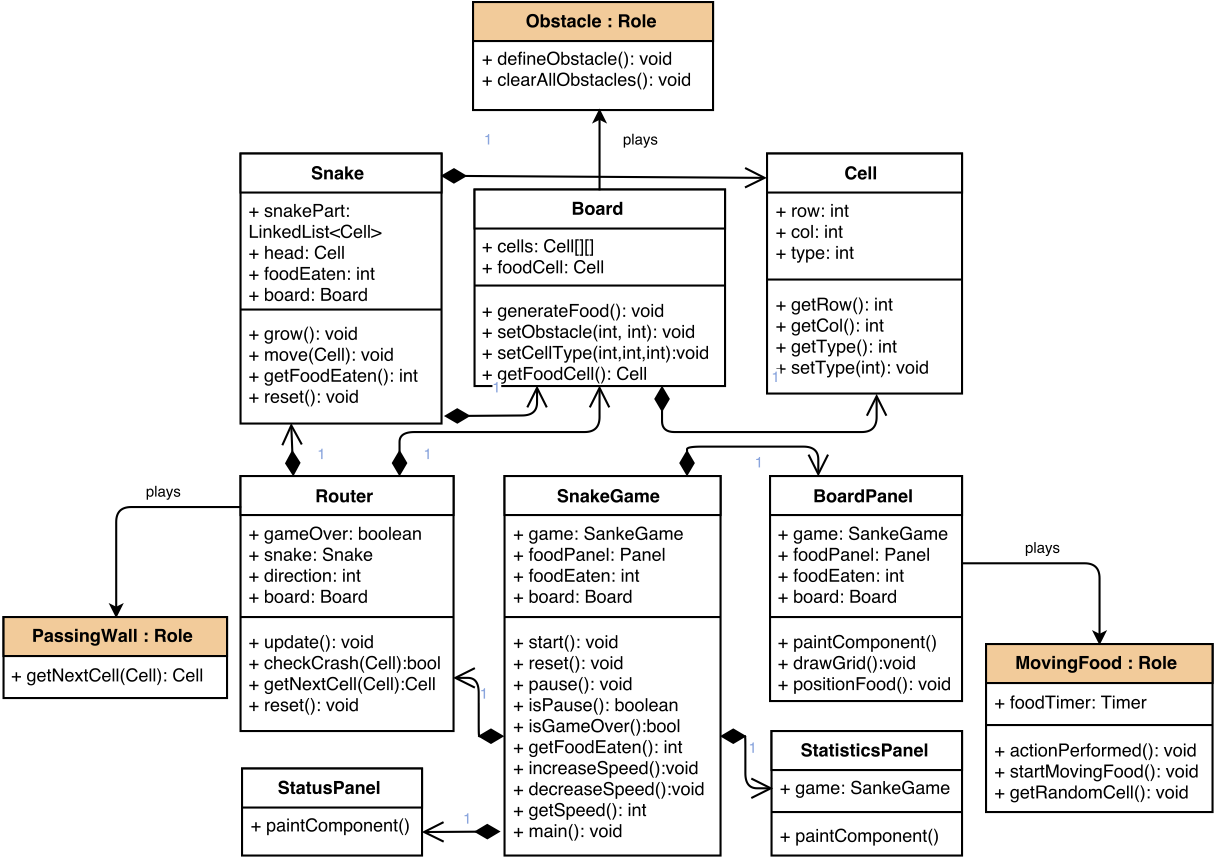 Obstacle : Role
+ defineObstacle(): void
+ clearAllObstacles(): void
1
plays
Snake
+ snakePart:
LinkedList<Cell>
+ head: Cell
+ foodEaten: int
+ board: Board
+ grow(): void
+ move(Cell): void
+ getFoodEaten(): int
+ reset(): void
Board
+ cells: Cell[][]
+ foodCell: Cell
+ generateFood(): void
+ setObstacle(int, int): void
+ setCellType(int,int,int):void
+ getFoodCell(): Cell
1
Cell
+ row: int
+ col: int
+ type: int
+ getRow(): int
+ getCol(): int
+ getType(): int
+ setType(int): void
1
1
1
1
plays
Router
+ gameOver: boolean
+ snake: Snake
+ direction: int
+ board: Board
+ update(): void
+ checkCrash(Cell):bool
+ getNextCell(Cell):Cell
+ reset(): void
1
SnakeGame
+ game: SankeGame
+ foodPanel: Panel
+ foodEaten: int
+ board: Board
+ start(): void
+ reset(): void
+ pause(): void
+ isPause(): boolean
+ isGameOver():bool
+ getFoodEaten(): int
+ increaseSpeed():void
+ decreaseSpeed():void
+ getSpeed(): int
+ main(): void
BoardPanel
+ game: SankeGame
+ foodPanel: Panel
+ foodEaten: int
+ board: Board
+ paintComponent()
+ drawGrid():void
+ positionFood(): void
plays
PassingWall : Role
+ getNextCell(Cell): Cell
MovingFood : Role
+ foodTimer: Timer
+ actionPerformed(): void
+ startMovingFood(): void
+ getRandomCell(): void
1
StatisticsPanel
+ game: SankeGame
+ paintComponent()
StatusPanel
+ paintComponent()
1